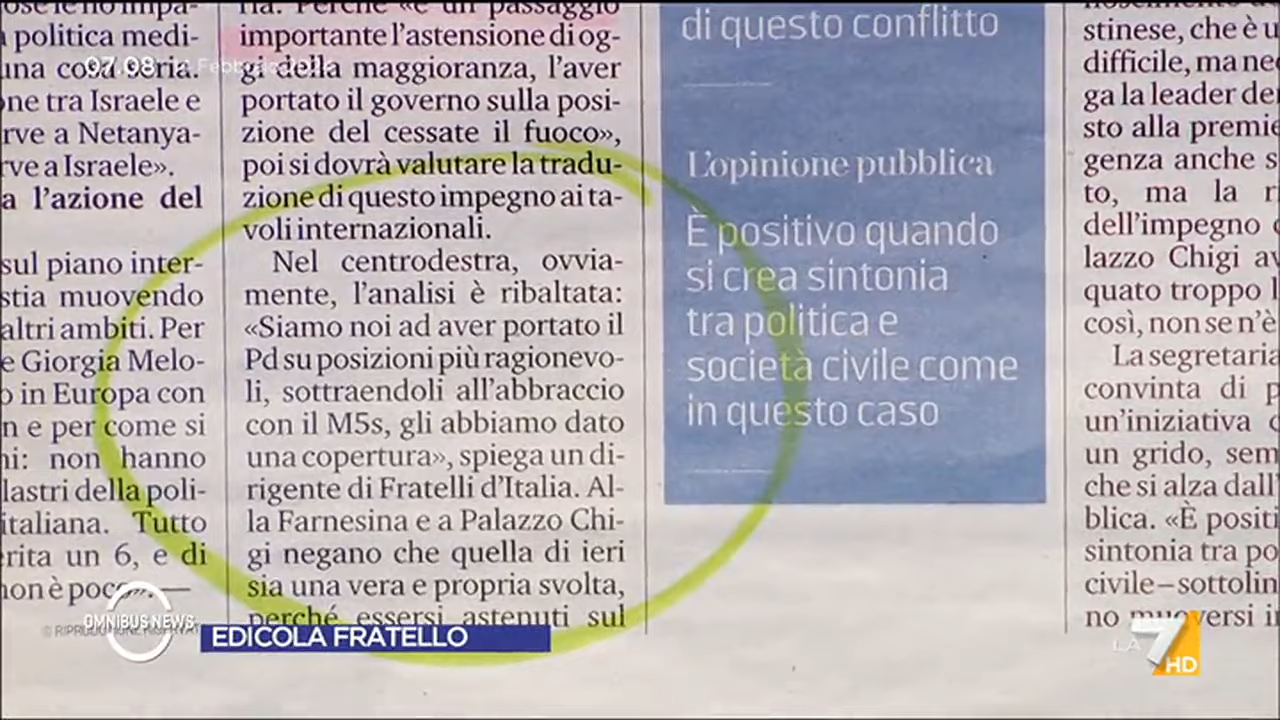 politica medi-
una cosa seria.
one tra Israele e
rve a Netanya-
rve a Israele».
a l'azione del
sul piano inter-
stia muovendo
altri ambiti. Per
e Giorgia Melo-
o in Europa con
n e per come si
ni: non hanno
lastri della poli-
italiana. Tutto
erita un 6, e di
non è poco». —
ria. Perché «è un passaggio
importante l'astensione di og-
gi della maggioranza, l'aver
portato il governo sulla posi-
zione del cessate il fuoco»,
poi si dovrà valutare la tradu-
zione di questo impegno ai ta-
voli internazionali.
Nel centrodestra, ovvia-
mente, l'analisi è ribaltata:
«Siamo noi ad aver portato il
Pd su posizioni più ragionevo-
li, sottraendoli all'abbraccio
con il M5s, gli abbiamo dato
una copertura», spiega un di-
rigente di Fratelli d'Italia. Al-
la Farnesina e a Palazzo Chi-
gi negano che quella di ieri
sia una vera e propria svolta,
perché essersi astenuti sul
di questo conflitto
L'opinione pubblica
È positivo quando
si crea sintonia
tra politica e
società civile come
in questo caso
stinese, che è u
difficile, ma nec
ga la leader de
sto alla premie
genza anche s
to, ma la r
dell'impegno
lazzo Chigi av
quato troppo l
così, non se n'è
La segretaria
convinta di p
un'iniziativa
un grido, sem
che si alza dall'
blica. «È positi
sintonia tra po
civile – sottolin
no muoversi i
07.08
Febbraio
OMNIBUS NEWS
© RIPRODUZIONE RISERVATA
EDICOLA FRATELLO
LA 7 HD